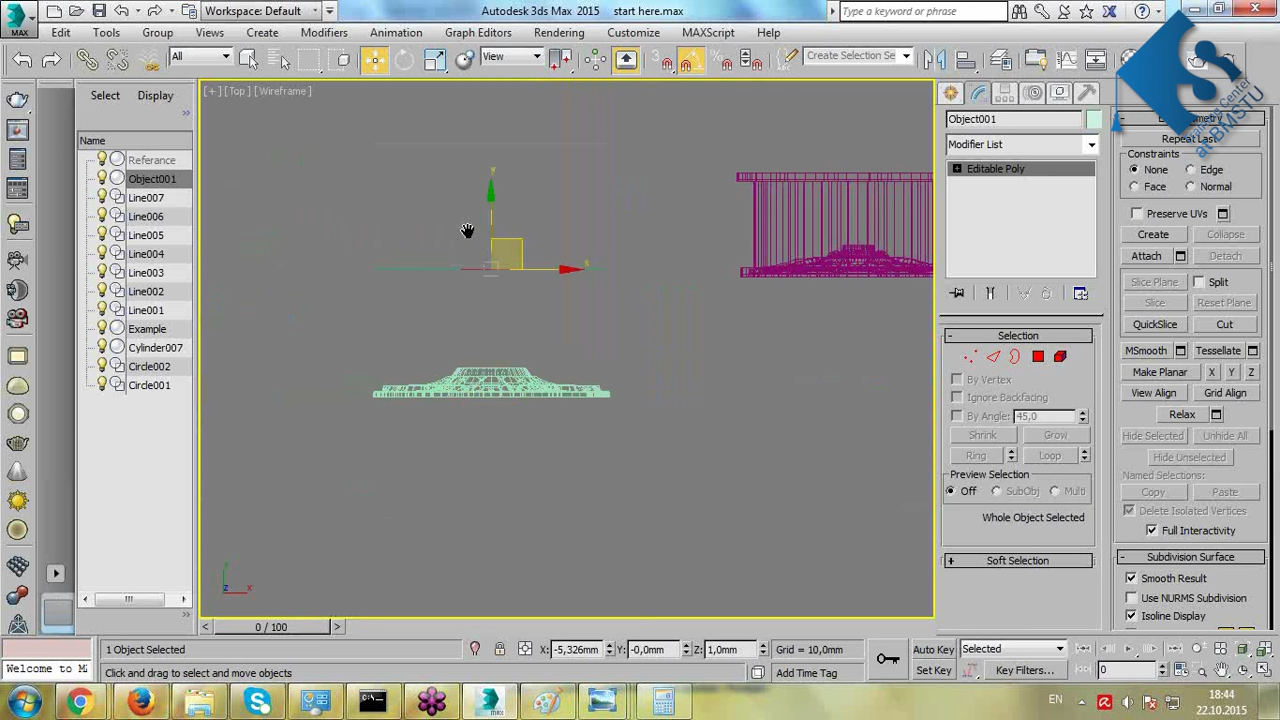 Workspace: Default
Autodesk 3ds Max 2015 start here.max
Type a keyword or phrase
MAX
Edit Tools Group Views Create Modifiers Animation Graph Editors Rendering Customize MAXScript Help
All
View
Create Selection Se
Select Display
[ + ] [ Top ] [ Wireframe ]
Name
Referance
Object001
Line007
Line006
Line005
Line004
Line003
Line002
Line001
Example
Cylinder007
Circle002
Circle001
y
x
y
z x
Object001
Modifier List
Editable Poly
Selection
By Vertex
Ignore Backfacing
By Angle: 45,0
Shrink Grow
Ring Loop
Preview Selection
Off SubObj Multi
Whole Object Selected
Soft Selection
Training Center
at BMSTU
Repeat Last
Constraints
None Edge
Face Normal
Preserve UVs
Create Collapse
Attach Detach
Slice Plane Split
Slice Reset Plane
QuickSlice Cut
MSmooth Tessellate
Make Planar X Y Z
View Align Grid Align
Relax
Hide Selected Unhide All
Hide Unselected
Named Selections:
Copy Paste
Delete Isolated Vertices
Full Interactivity
Subdivision Surface
Smooth Result
Use NURMS Subdivision
Isoline Display
0 / 100
1 Object Selected
X: -5,326mm Y: -0,0mm Z: 1,0mm Grid = 10,0mm
Auto Key Selected
Welcome to M
Click and drag to select and move objects
Add Time Tag
Set Key Key Filters...
0
EN
18:44
22.10.2015